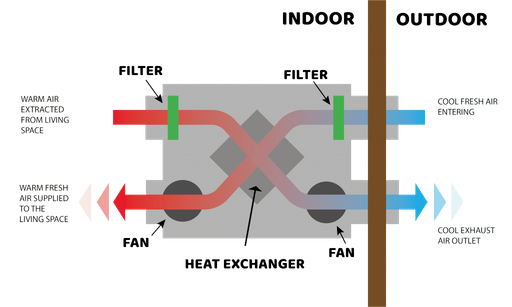 INDOOR
OUTDOOR
FILTER
FILTER
WARM AIR
EXTRACTED
FROM LIVING
SPACE
COOL FRESH AIR
ENTERING
WARM FRESH
AIR SUPPLIED
TO THE
LIVING SPACE
COOL EXHAUST
AIR OUTLET
FAN
FAN
HEAT EXCHANGER